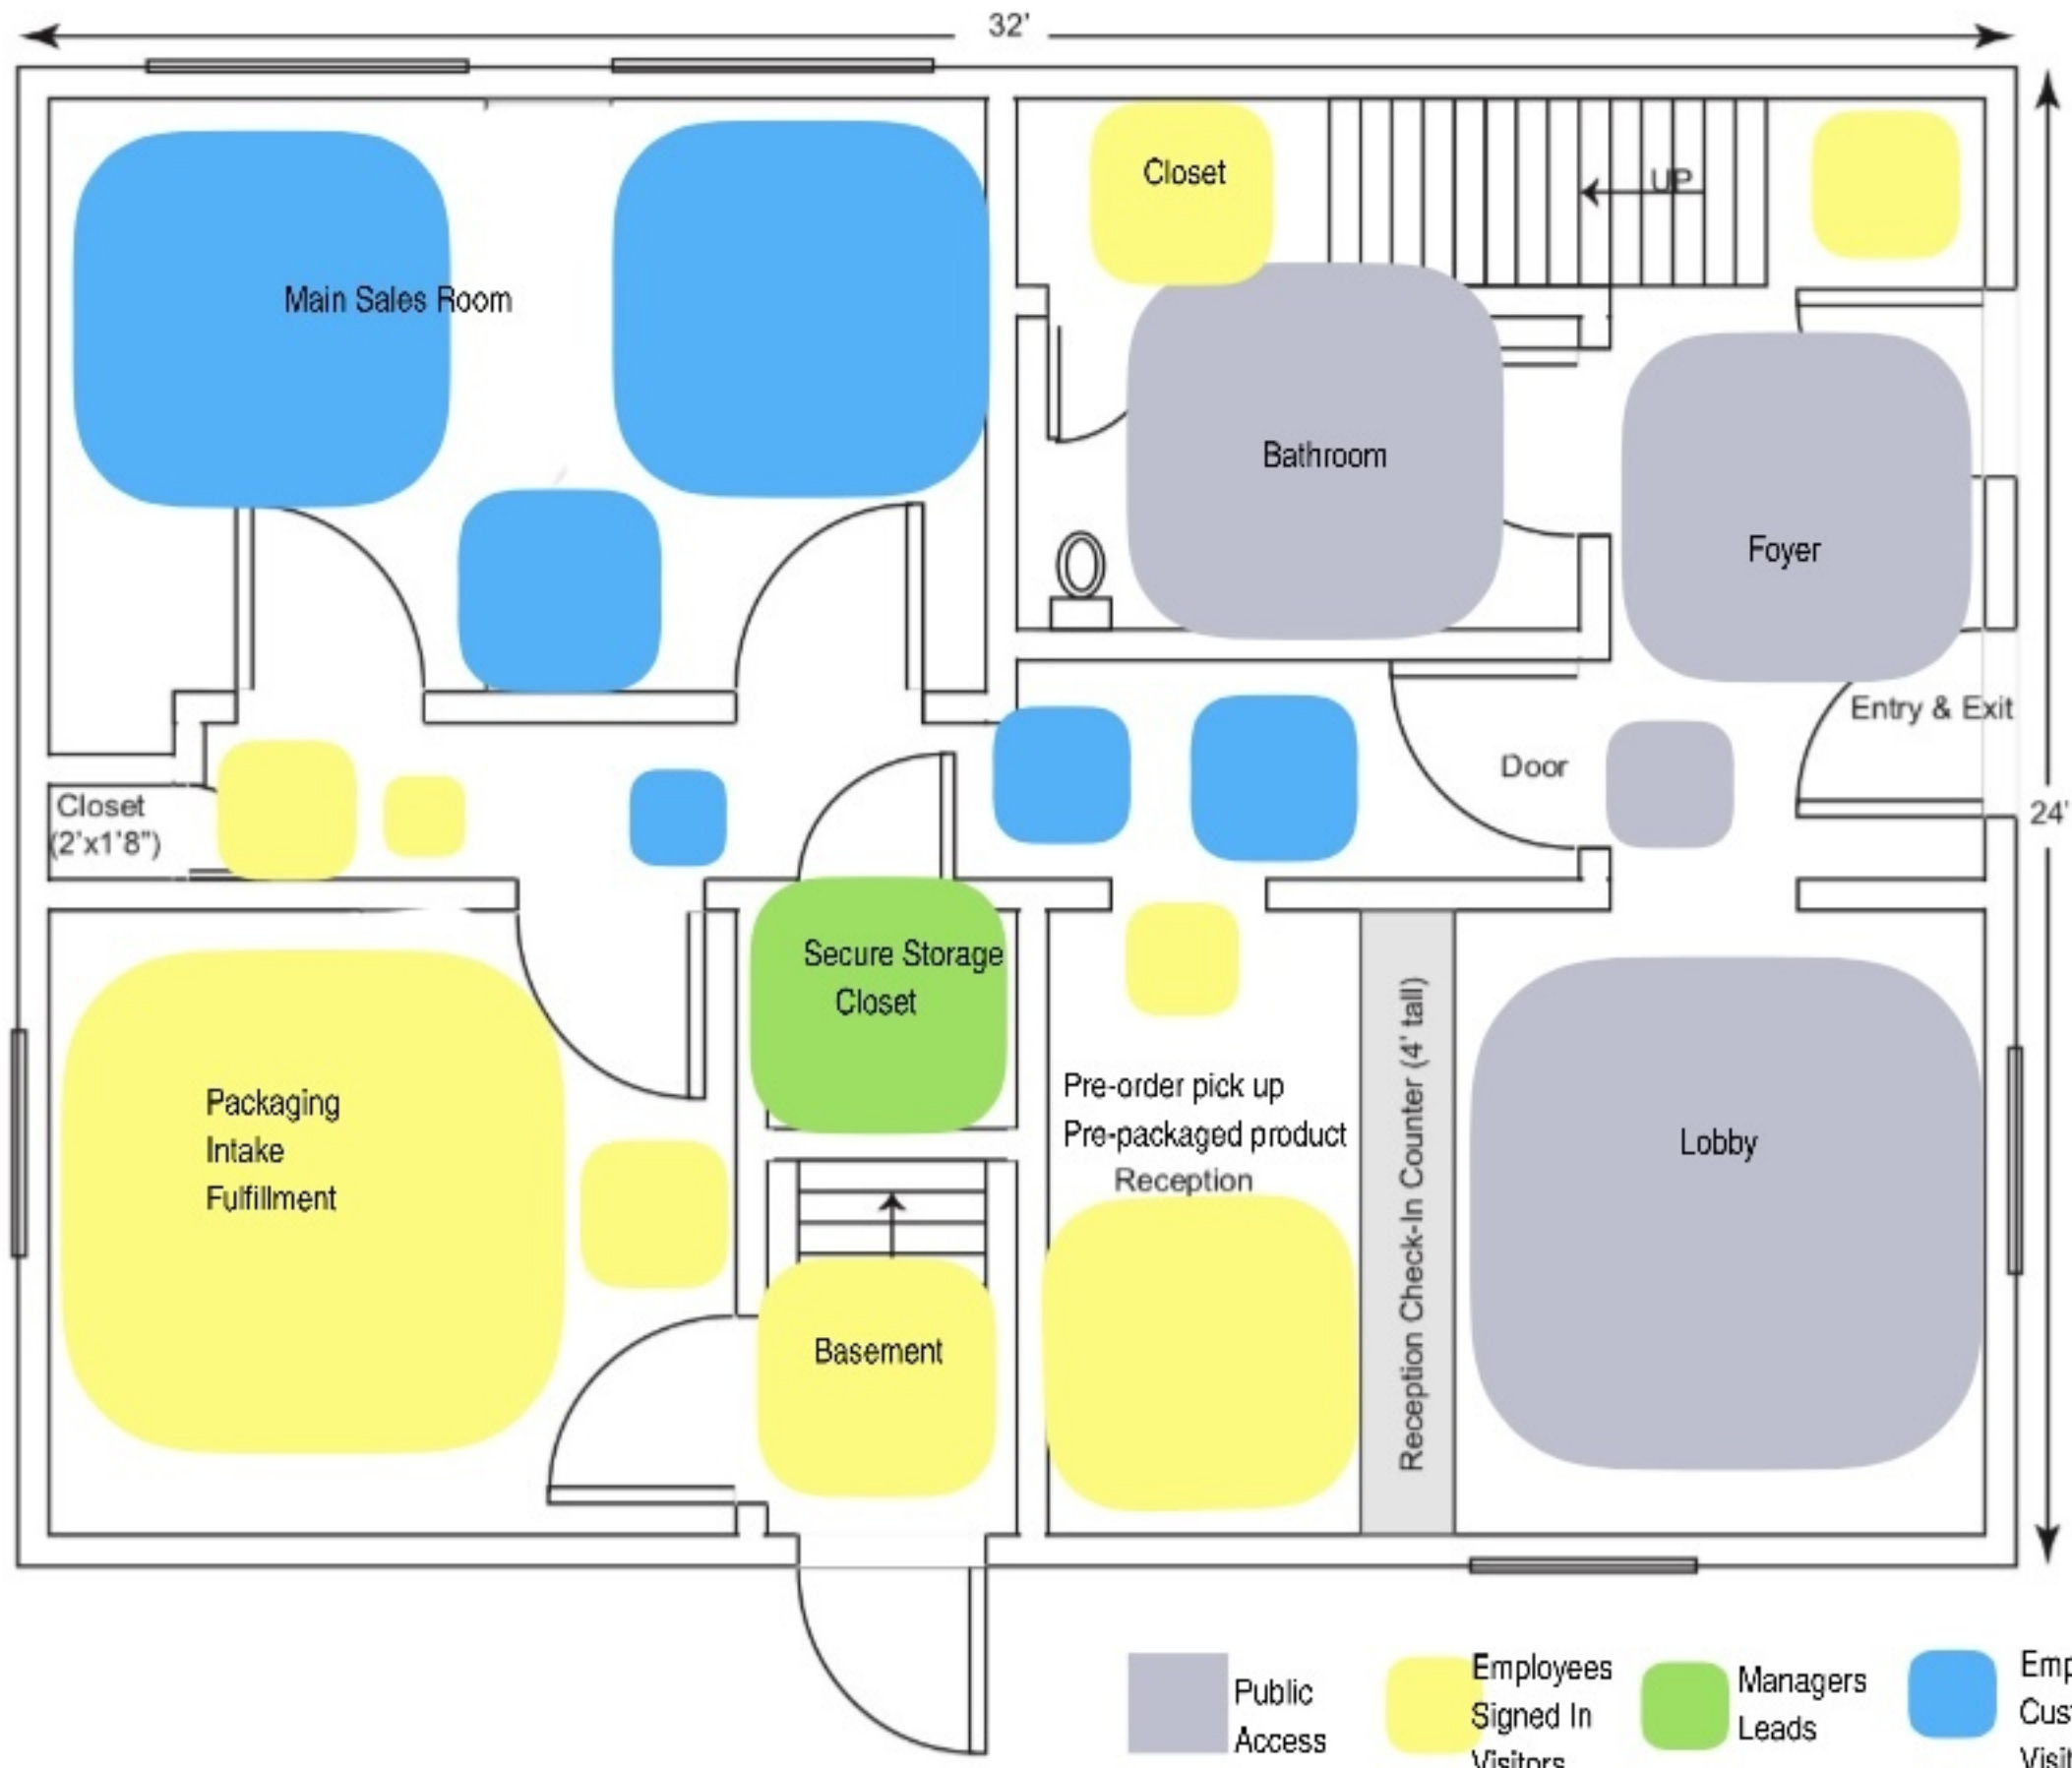 32'
Closet
UP
Main Sales Room
Bathroom
Foyer
Entry & Exit
Door
Closet
(2'x1'8")
24'
Secure Storage
Closet
Packaging
Intake
Fulfillment
Pre-order pick up
Pre-packaged product
Reception
Reception Check-In Counter (4' tall)
Lobby
Basement
Public
Access
Employees
Signed In
Visitors
Managers
Leads